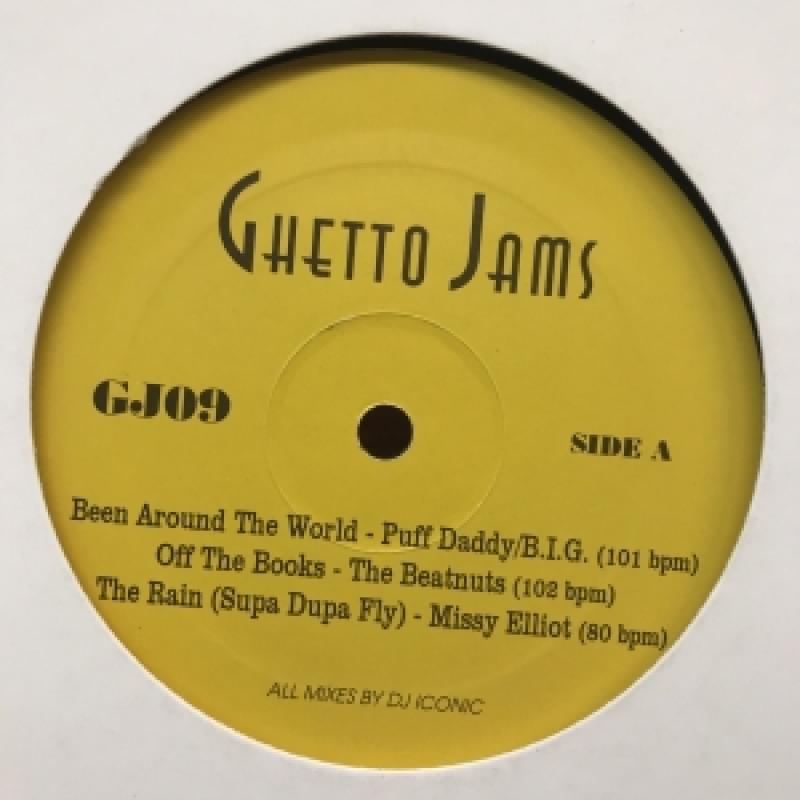 GHETTO JAMS
GJ09
SIDE A
Been Around The World - Puff Daddy/B.I.G. (101 bpm)
Off The Books - The Beatnuts (102 bpm)
The Rain (Supa Dupa Fly) - Missy Elliot (80 bpm)
ALL MIXES BY DJ ICONIC